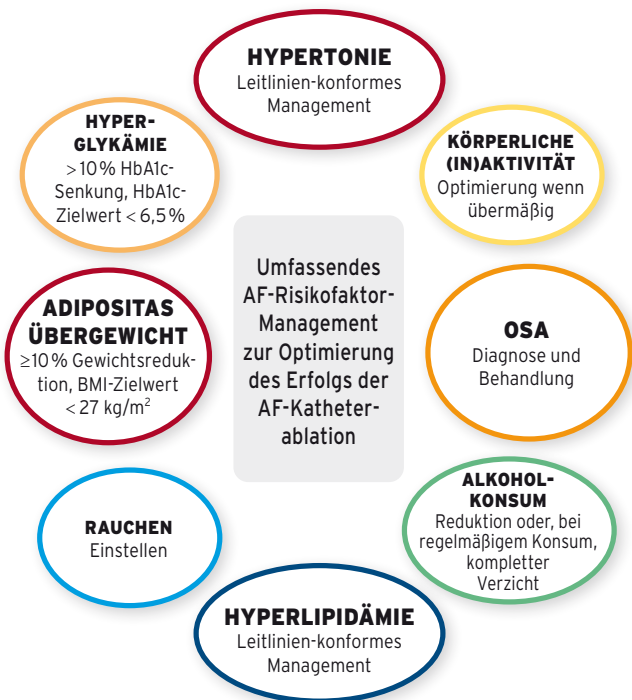 HYPERTONIE
Leitlinien-konformes
Management
HYPER-
GLYKÄMIE
>10 % HbA1c-
Senkung, HbA1c-
Zielwert < 6,5 %
KÖRPERLICHE
(IN)AKTIVITÄT
Optimierung wenn
übermäßig
Umfassendes
AF-Risikofaktor-
Management
zur Optimierung
des Erfolgs der
AF-Katheter-
ablation
ADIPOSITAS
ÜBERGEWICHT
≥10 % Gewichtsreduk-
tion, BMI-Zielwert
< 27 kg/m²
OSA
Diagnose und
Behandlung
RAUCHEN
Einstellen
ALKOHOL-
KONSUM
Reduktion oder, bei
regelmäßigem Konsum,
kompletter
Verzicht
HYPERLIPIDÄMIE
Leitlinien-konformes
Management